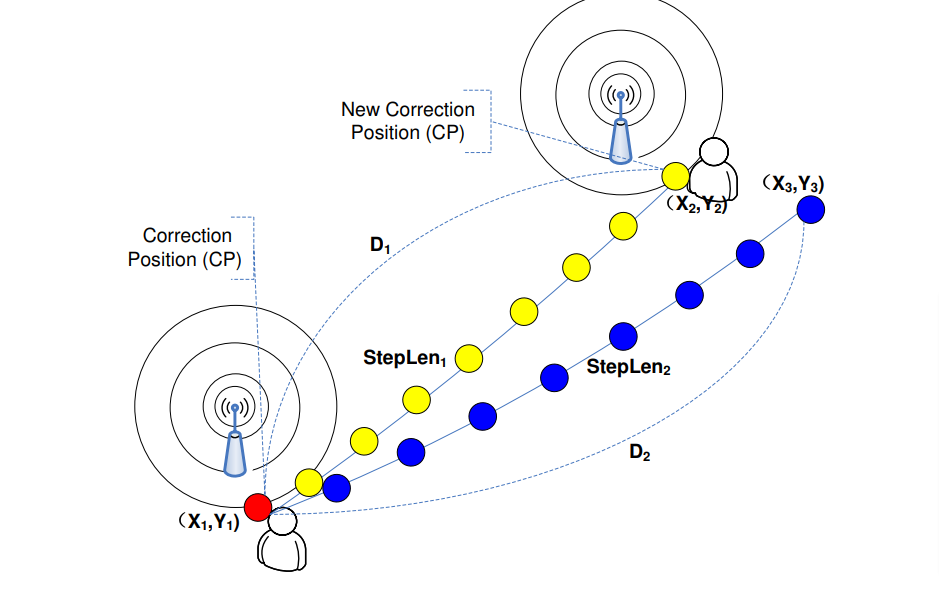 New Correction
Position (CP)
(X₃,Y₃)
(X₂,Y₂)
Correction
Position (CP)
D₁
StepLen₁
StepLen₂
D₂
(X₁,Y₁)